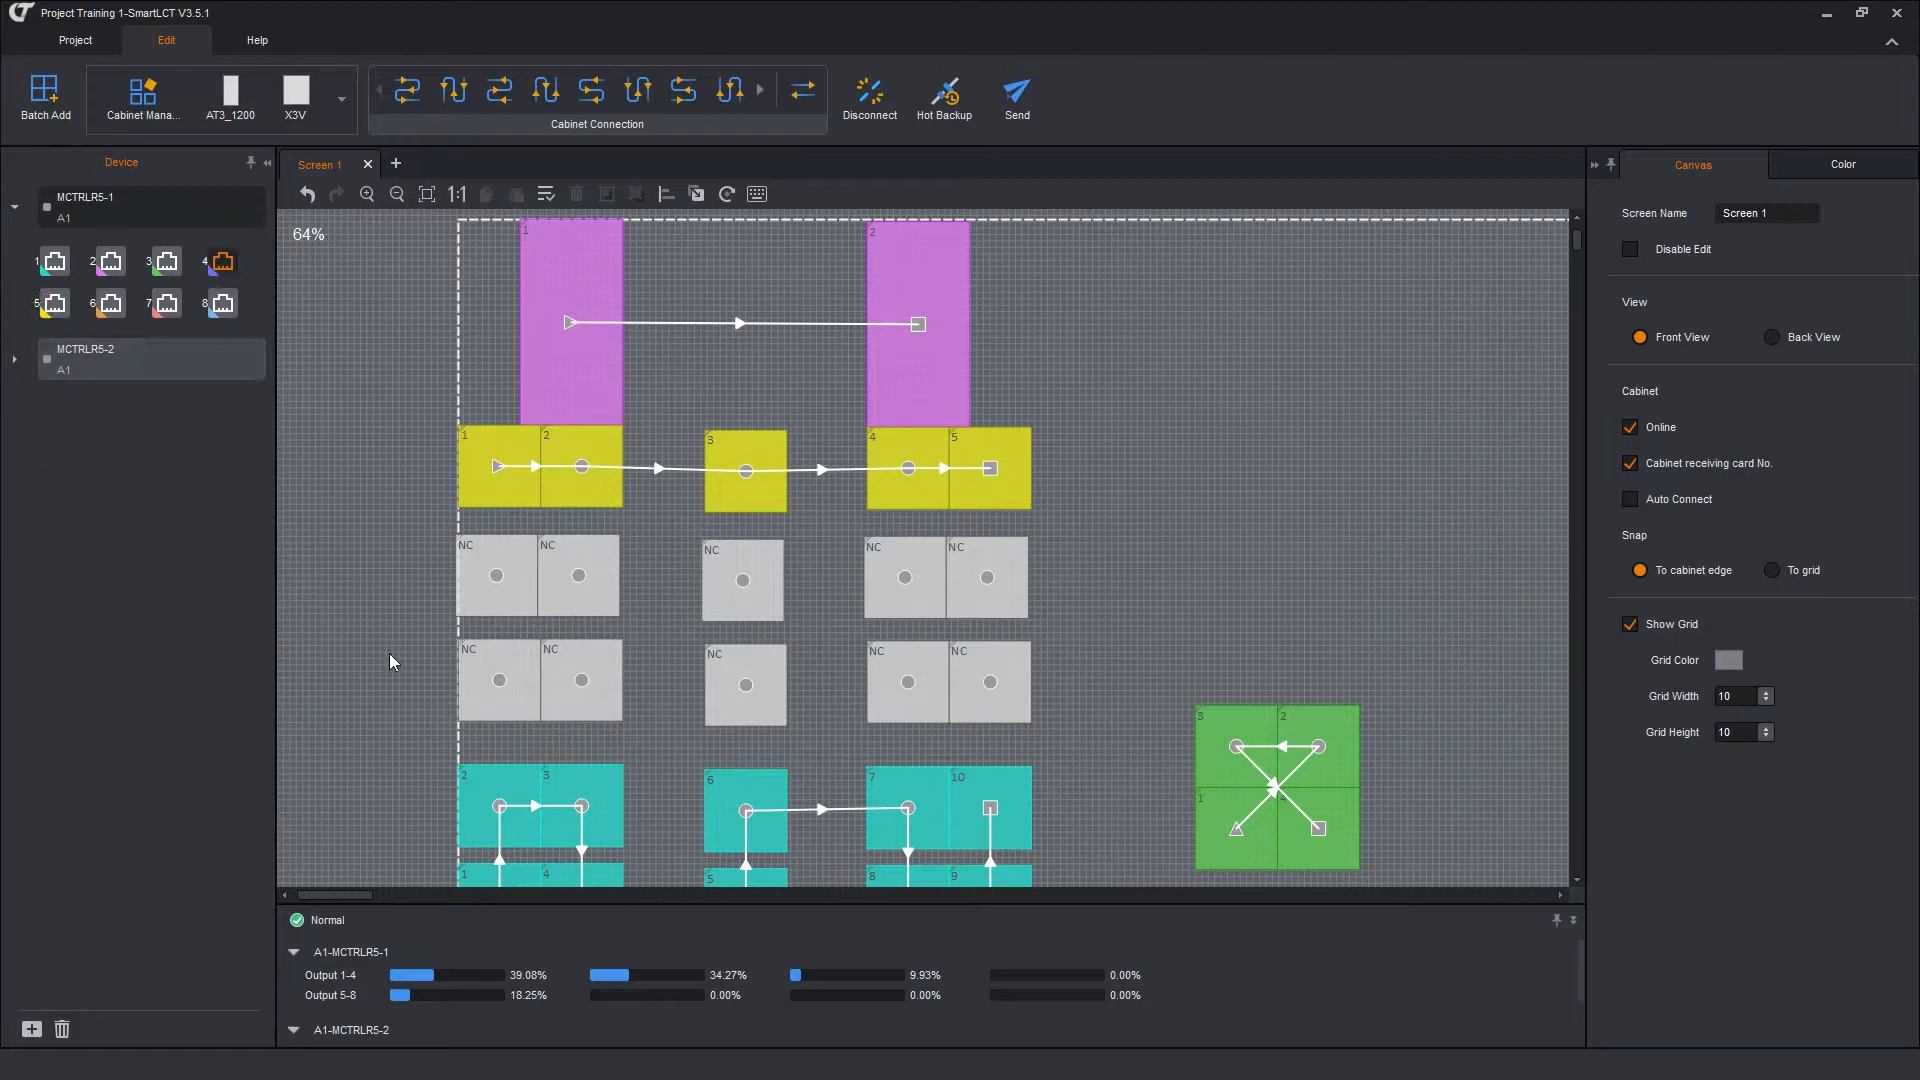 Project Training 1-SmartLCT V3.5.1
Project Edit Help
Batch Add
Cabinet Mana...
AT3_1200
X3V
Cabinet Connection
Disconnect
Hot Backup
Send
Device
MCTRLR5-1
A1
1 2 3 4
5 6 7 8
MCTRLR5-2
A1
Screen 1
1:1
64%
1 2
1 2 3 4 5
NC NC NC NC NC
NC NC NC NC NC
2 3 6 7 10
1 4 5 8 9
3 2
1 4
Normal
A1-MCTRLR5-1
Output 1-4 39.08% 34.27% 9.93% 0.00%
Output 5-8 18.25% 0.00% 0.00% 0.00%
A1-MCTRLR5-2
Canvas Color
Screen Name Screen 1
Disable Edit
View
Front View Back View
Cabinet
Online
Cabinet receiving card No.
Auto Connect
Snap
To cabinet edge To grid
Show Grid
Grid Color
Grid Width 10
Grid Height 10